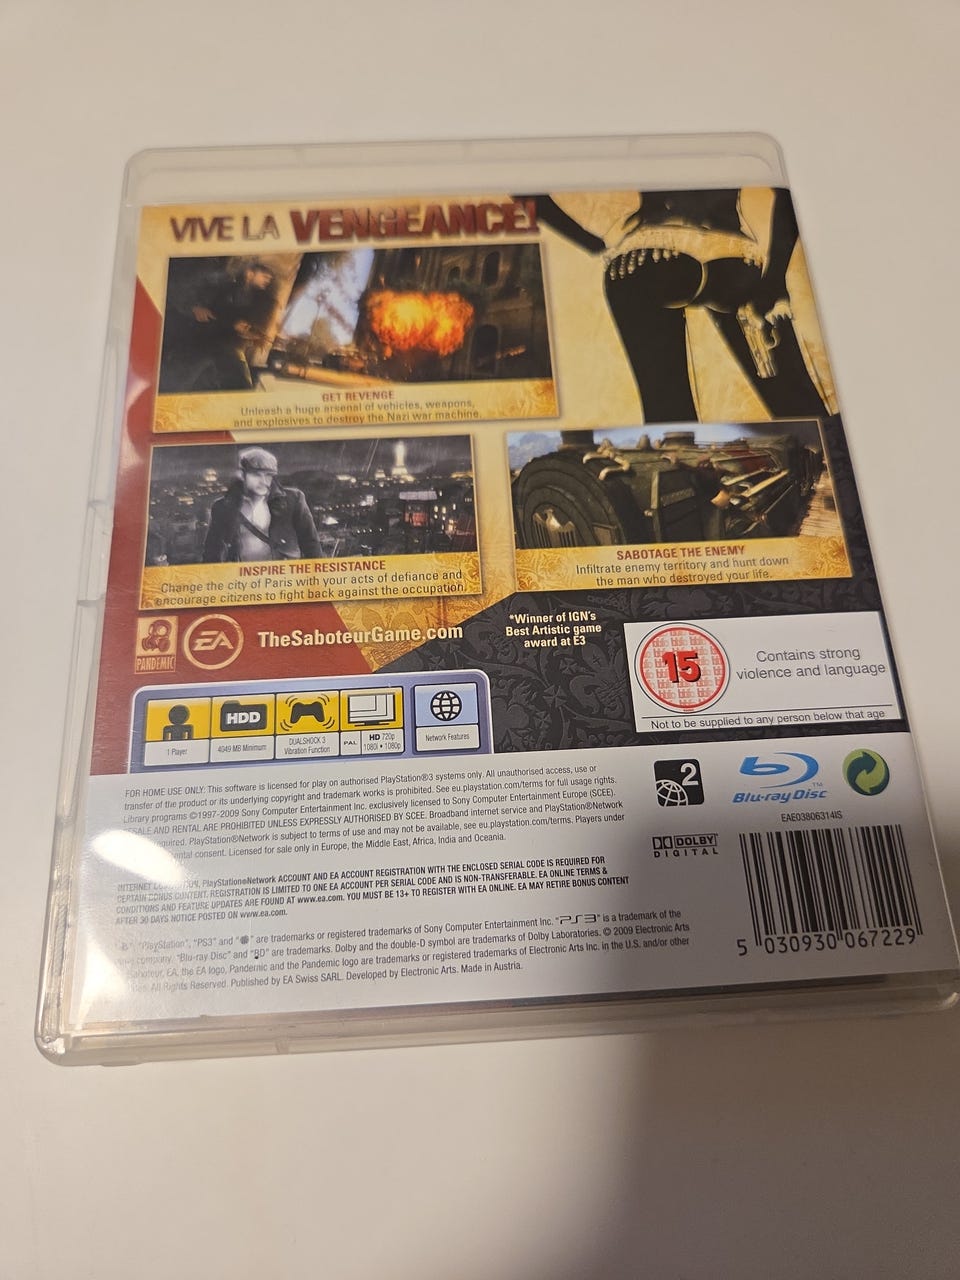 VIVE LA VENGEANCE!
GET REVENGE
Unleash a huge arsenal of vehicles, weapons,
and explosives to destroy the Nazi war machine.
INSPIRE THE RESISTANCE
Change the city of Paris with your acts of defiance and
encourage citizens to fight back against the occupation.
SABOTAGE THE ENEMY
Infiltrate enemy territory and hunt down
the man who destroyed your life.
PANDEMIC
EA
TheSaboteurGame.com
*Winner of IGN's
Best Artistic game
award at E3
15
Contains strong
violence and language
Not to be supplied to any person below that age
1 Player
HDD
4049 MB Minimum
DUALSHOCK 3
Vibration Function
PAL
HD 720p
1080i • 1080p
Network Features
FOR HOME USE ONLY: This software is licensed for play on authorised PlayStation®3 systems only. All unauthorised access, use or
transfer of the product or its underlying copyright and trademark works is prohibited. See eu.playstation.com/terms for full usage rights.
Library programs ©1997-2009 Sony Computer Entertainment Inc. exclusively licensed to Sony Computer Entertainment Europe (SCEE).
RESALE AND RENTAL ARE PROHIBITED UNLESS EXPRESSLY AUTHORISED BY SCEE. Broadband internet service and PlayStation®Network
required. PlayStation®Network is subject to terms of use and may not be available, see eu.playstation.com/terms. Players under
consent. Licensed for sale only in Europe, the Middle East, Africa, India and Oceania.
INTERNET PlayStation®Network ACCOUNT AND EA ACCOUNT REGISTRATION WITH THE ENCLOSED SERIAL CODE IS REQUIRED FOR
CERTAIN BONUS CONTENT. REGISTRATION IS LIMITED TO ONE EA ACCOUNT PER SERIAL CODE AND IS NON-TRANSFERABLE. EA ONLINE TERMS &
CONDITIONS AND FEATURE UPDATES ARE FOUND AT www.ea.com. YOU MUST BE 13+ TO REGISTER WITH EA ONLINE. EA MAY RETIRE BONUS CONTENT
AFTER 30 DAYS NOTICE POSTED ON www.ea.com.
"PlayStation", "PS3" and " " are trademarks or registered trademarks of Sony Computer Entertainment Inc. "PS3" is a trademark of the
company. "Blu-ray Disc" and "BD" are trademarks. Dolby and the double-D symbol are trademarks of Dolby Laboratories. © 2009 Electronic Arts
Saboteur, EA, the EA logo, Pandemic and the Pandemic logo are trademarks or registered trademarks of Electronic Arts Inc. in the U.S. and/or other
All Rights Reserved. Published by EA Swiss SARL. Developed by Electronic Arts. Made in Austria.
2
Blu-ray Disc™
EAE03806314IS
DOLBY
DIGITAL
5 030930 067229